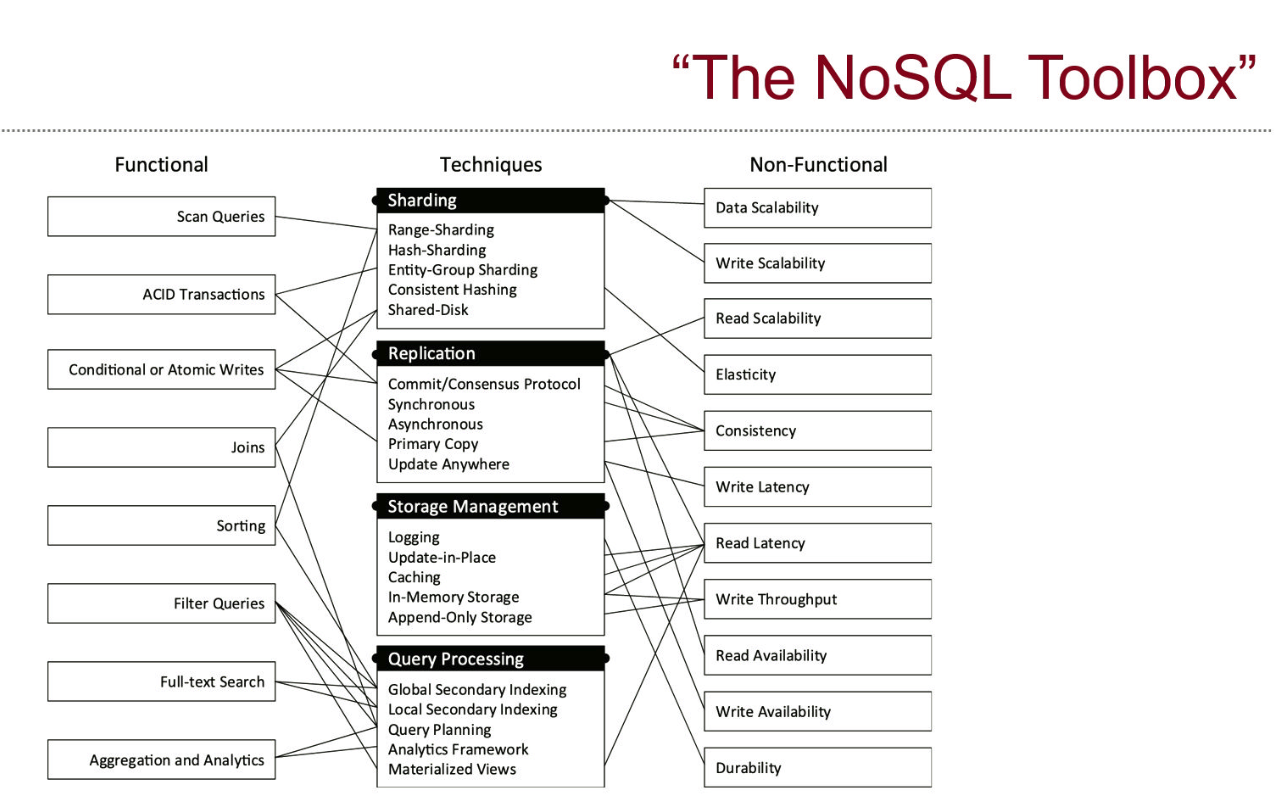 “The NoSQL Toolbox”
Functional
Techniques
Non-Functional
Scan Queries
ACID Transactions
Conditional or Atomic Writes
Joins
Sorting
Filter Queries
Full-text Search
Aggregation and Analytics
Sharding
Range-Sharding
Hash-Sharding
Entity-Group Sharding
Consistent Hashing
Shared-Disk
Replication
Commit/Consensus Protocol
Synchronous
Asynchronous
Primary Copy
Update Anywhere
Storage Management
Logging
Update-in-Place
Caching
In-Memory Storage
Append-Only Storage
Query Processing
Global Secondary Indexing
Local Secondary Indexing
Query Planning
Analytics Framework
Materialized Views
Data Scalability
Write Scalability
Read Scalability
Elasticity
Consistency
Write Latency
Read Latency
Write Throughput
Read Availability
Write Availability
Durability